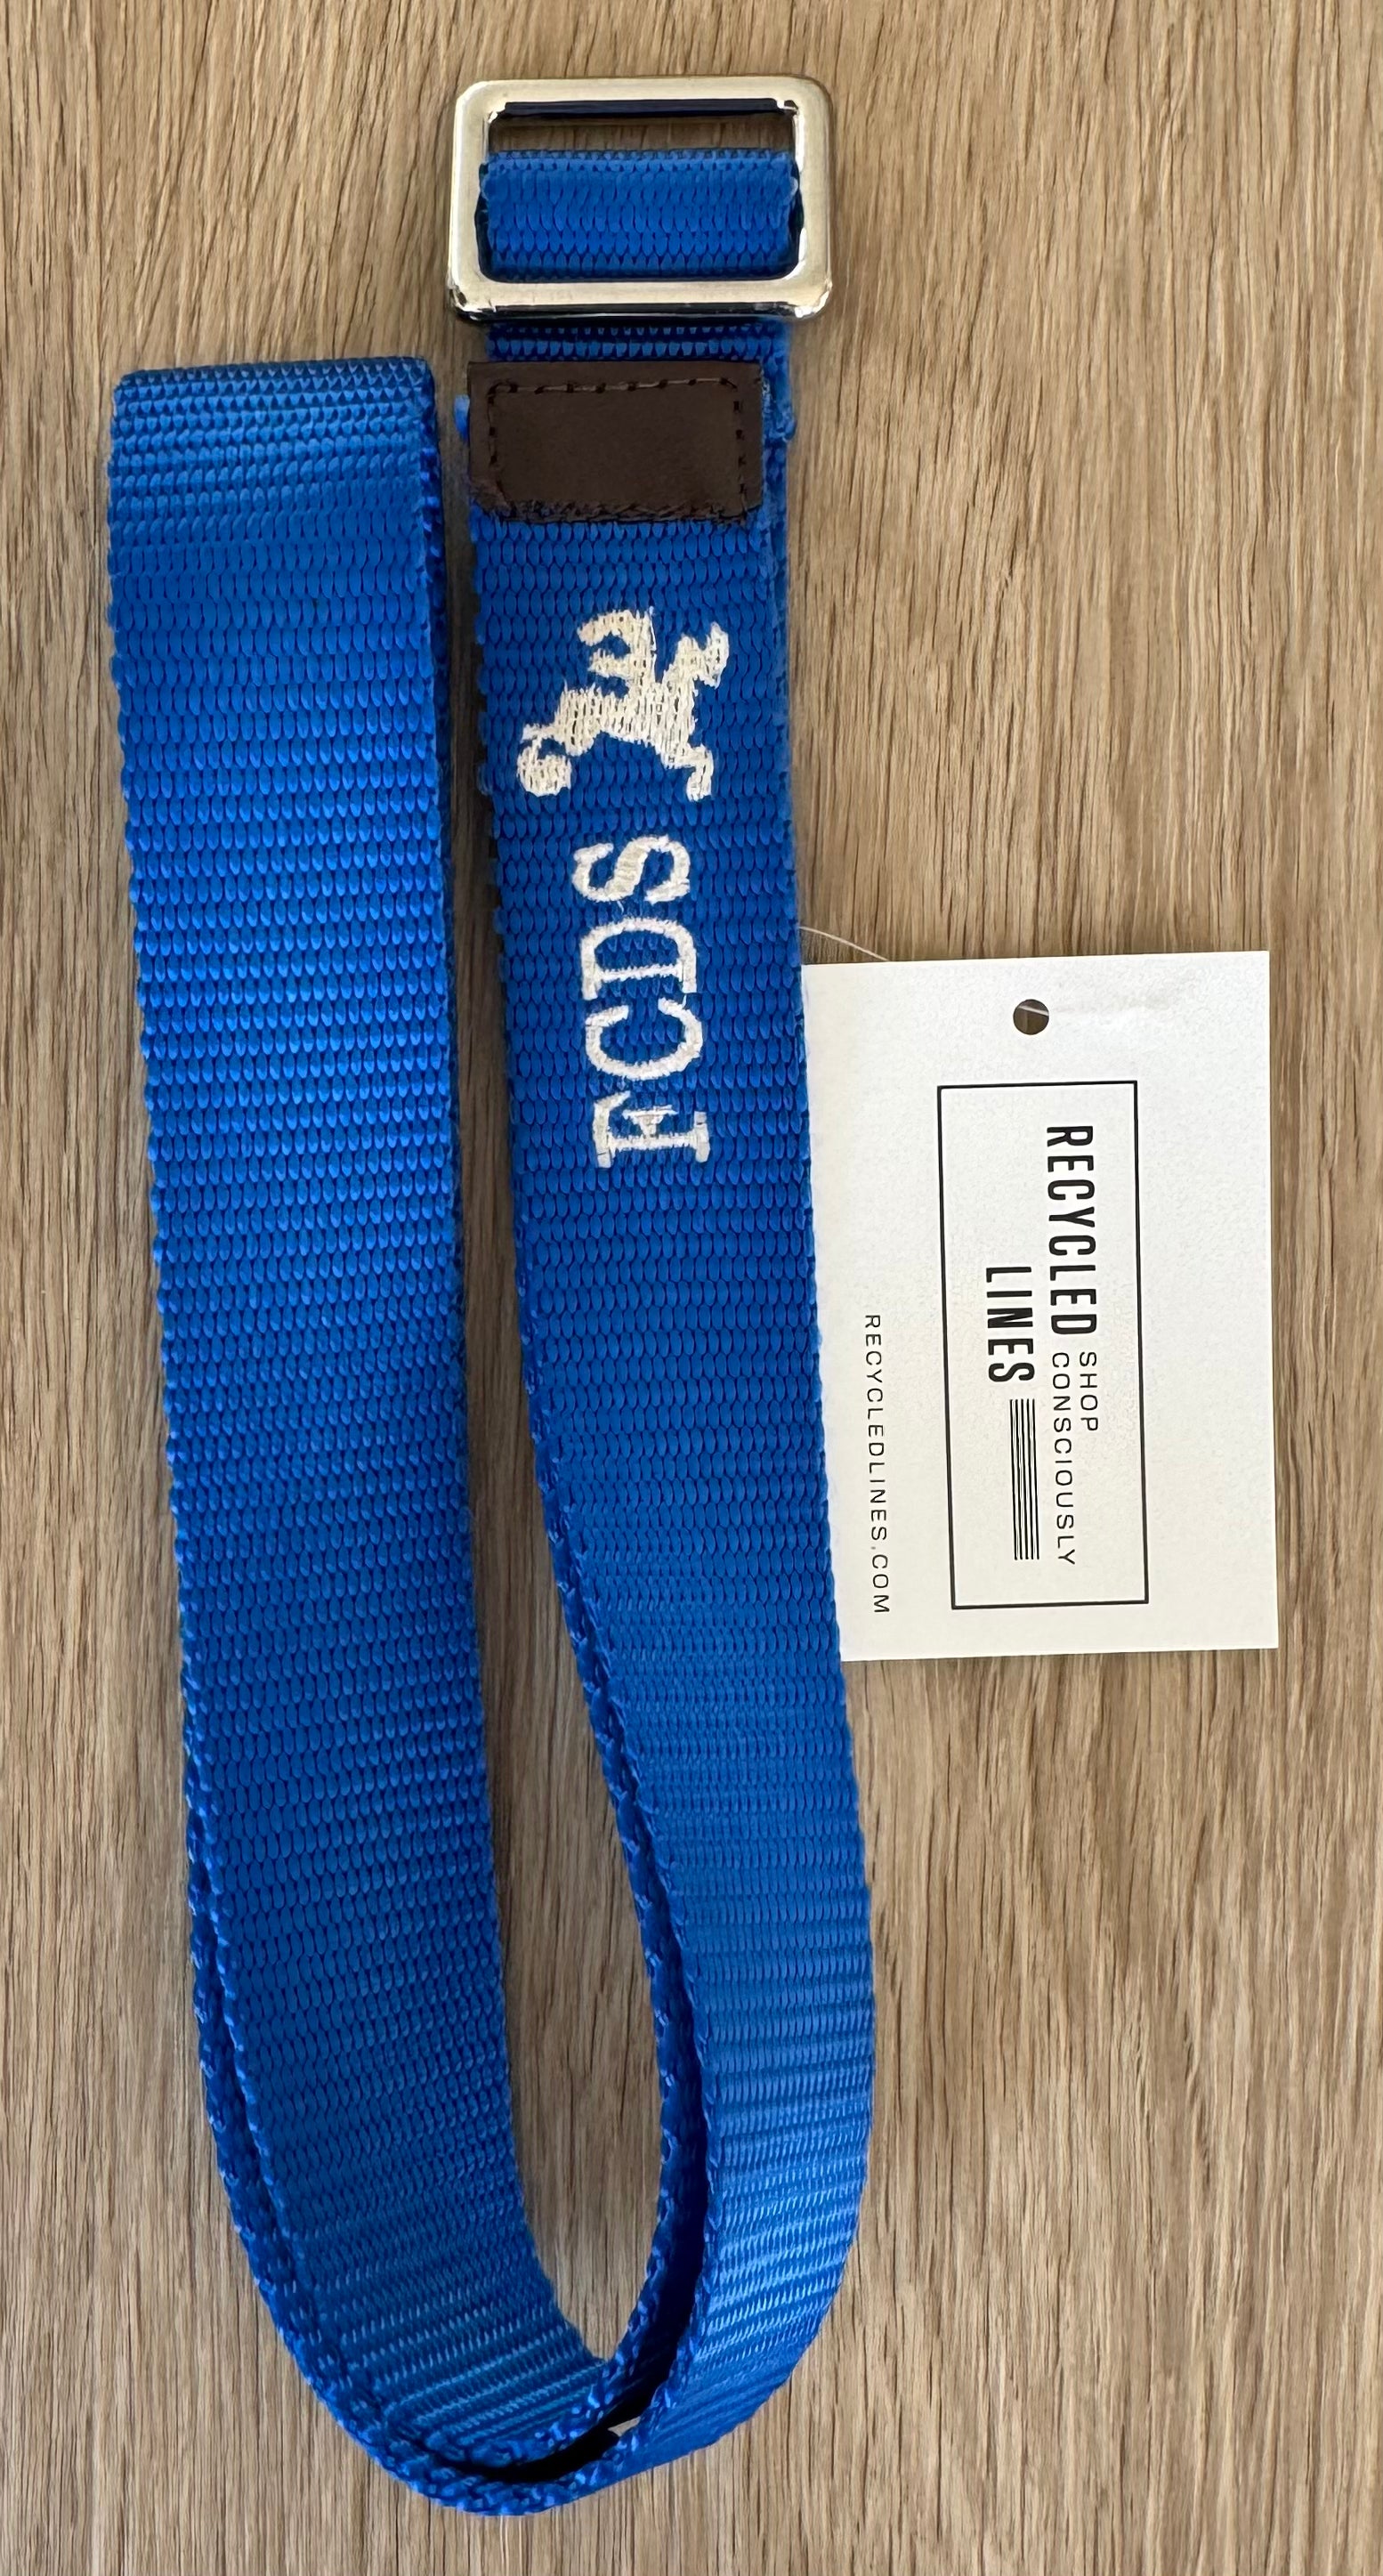 FCDS
RECYCLED
LINES
SHOP
CONSCIOUSLY
RECYCLEDLINES.COM